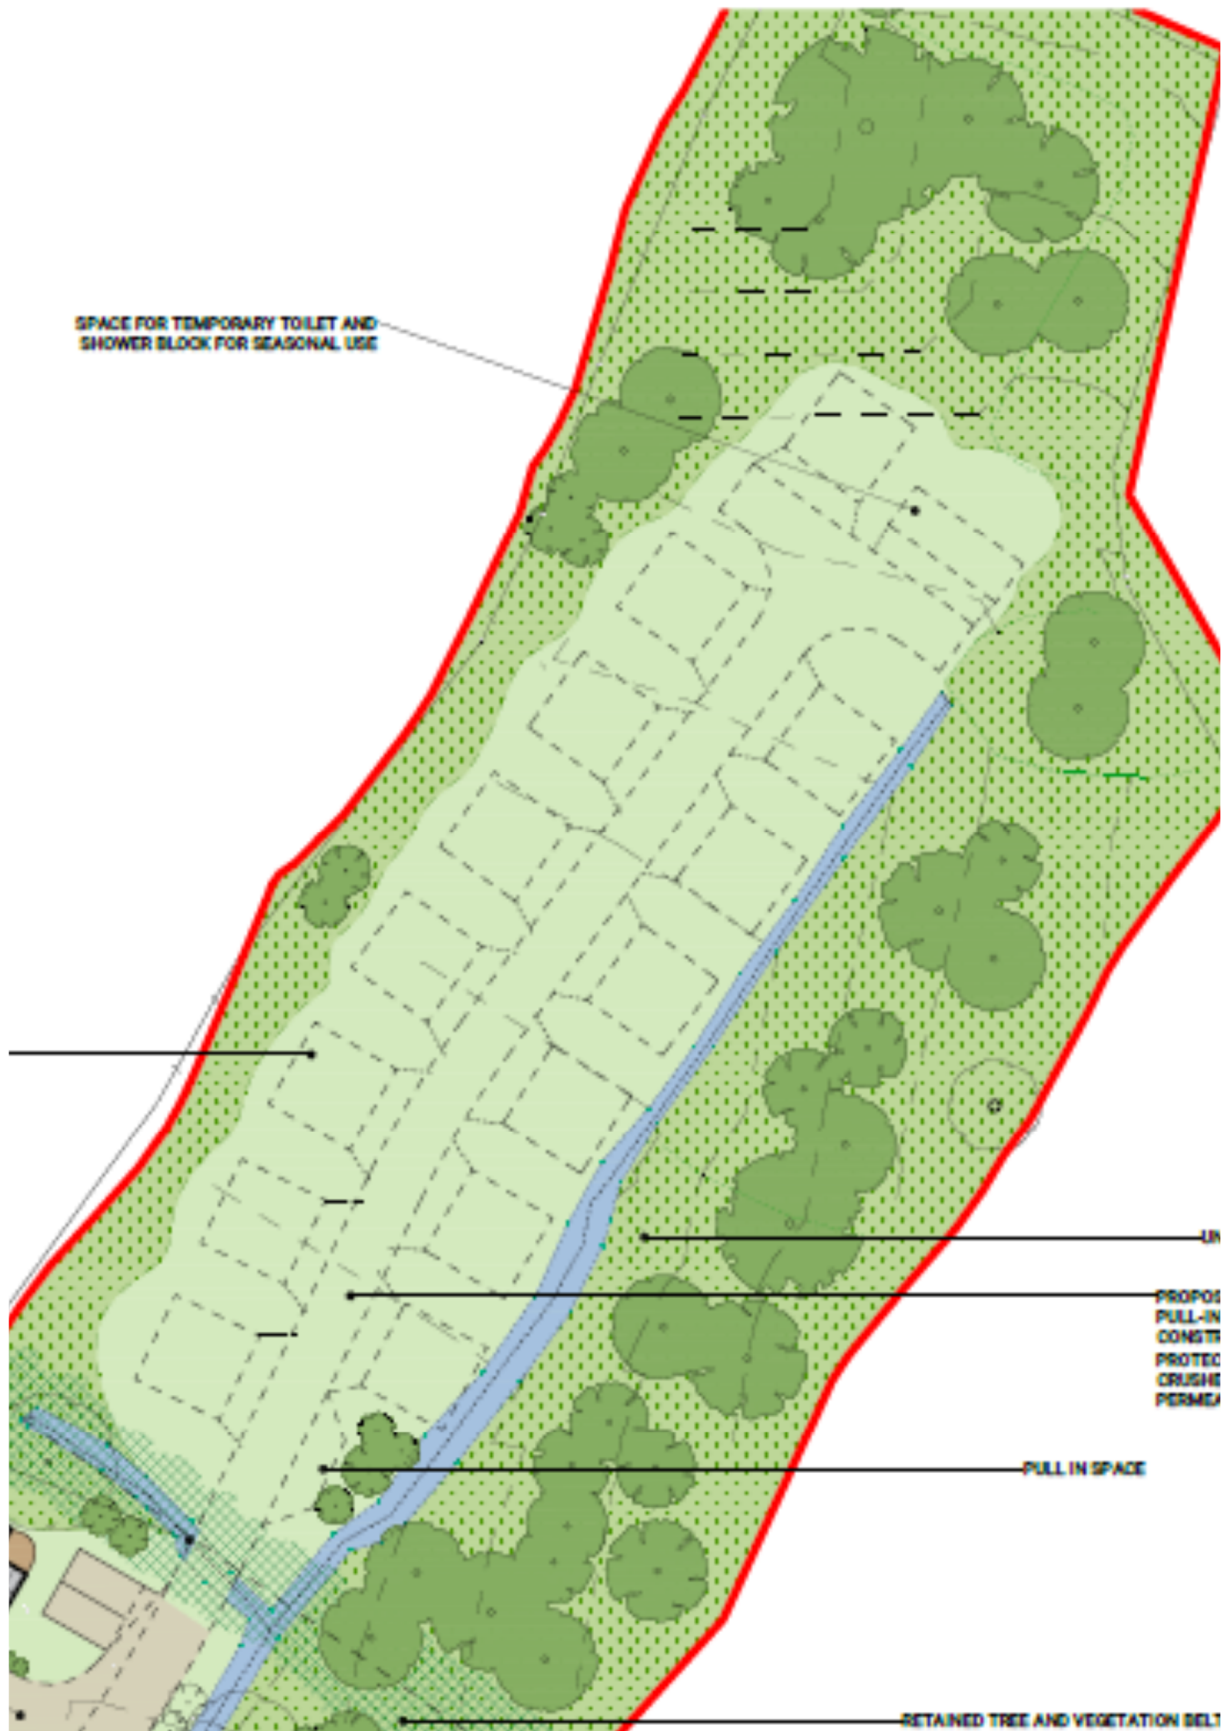 SPACE FOR TEMPORARY TOILET AND
SHOWER BLOCK FOR SEASONAL USE
UN
PROPOS
PULL-IN
CONSTR
PROTEC
CRUSHE
PERMEA
PULL IN SPACE
RETAINED TREE AND VEGETATION BELT